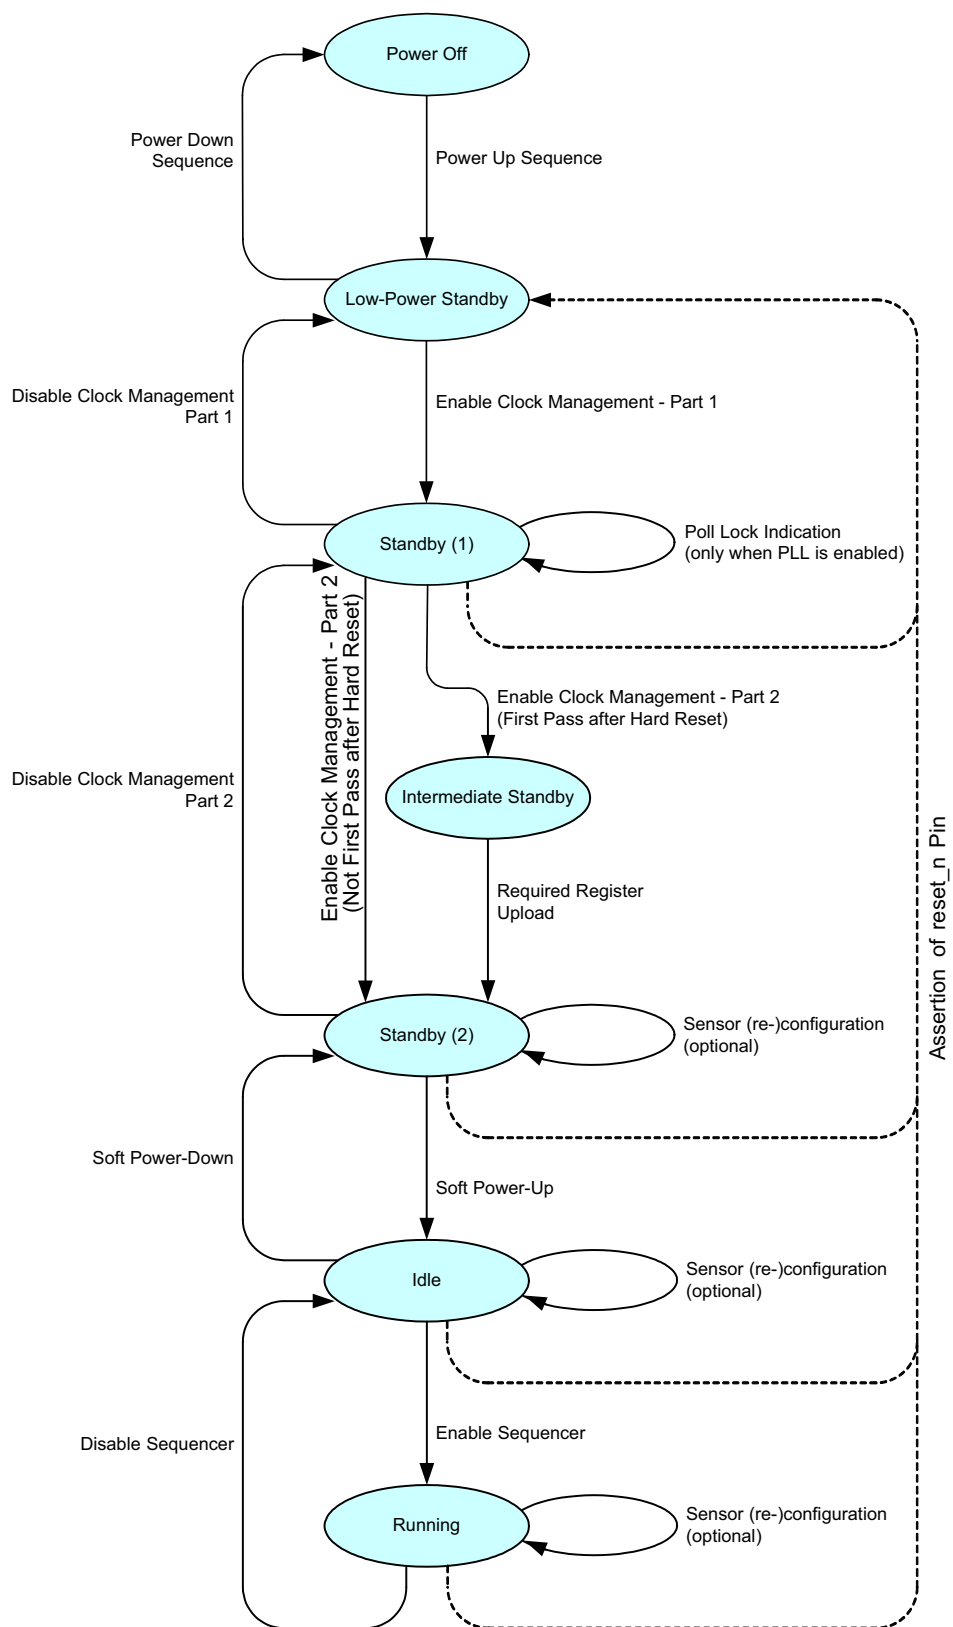 Power Off
Power Down
Sequence
Power Up Sequence
Low-Power Standby
Disable Clock Management
Part 1
Enable Clock Management - Part 1
Standby (1)
Poll Lock Indication
(only when PLL is enabled)
Enable Clock Management - Part 2
(Not First Pass after Hard Reset)
Enable Clock Management - Part 2
(First Pass after Hard Reset)
Disable Clock Management
Part 2
Intermediate Standby
Required Register
Upload
Assertion of reset_n Pin
Standby (2)
Sensor (re-)configuration
(optional)
Soft Power-Down
Soft Power-Up
Idle
Sensor (re-)configuration
(optional)
Disable Sequencer
Enable Sequencer
Running
Sensor (re-)configuration
(optional)